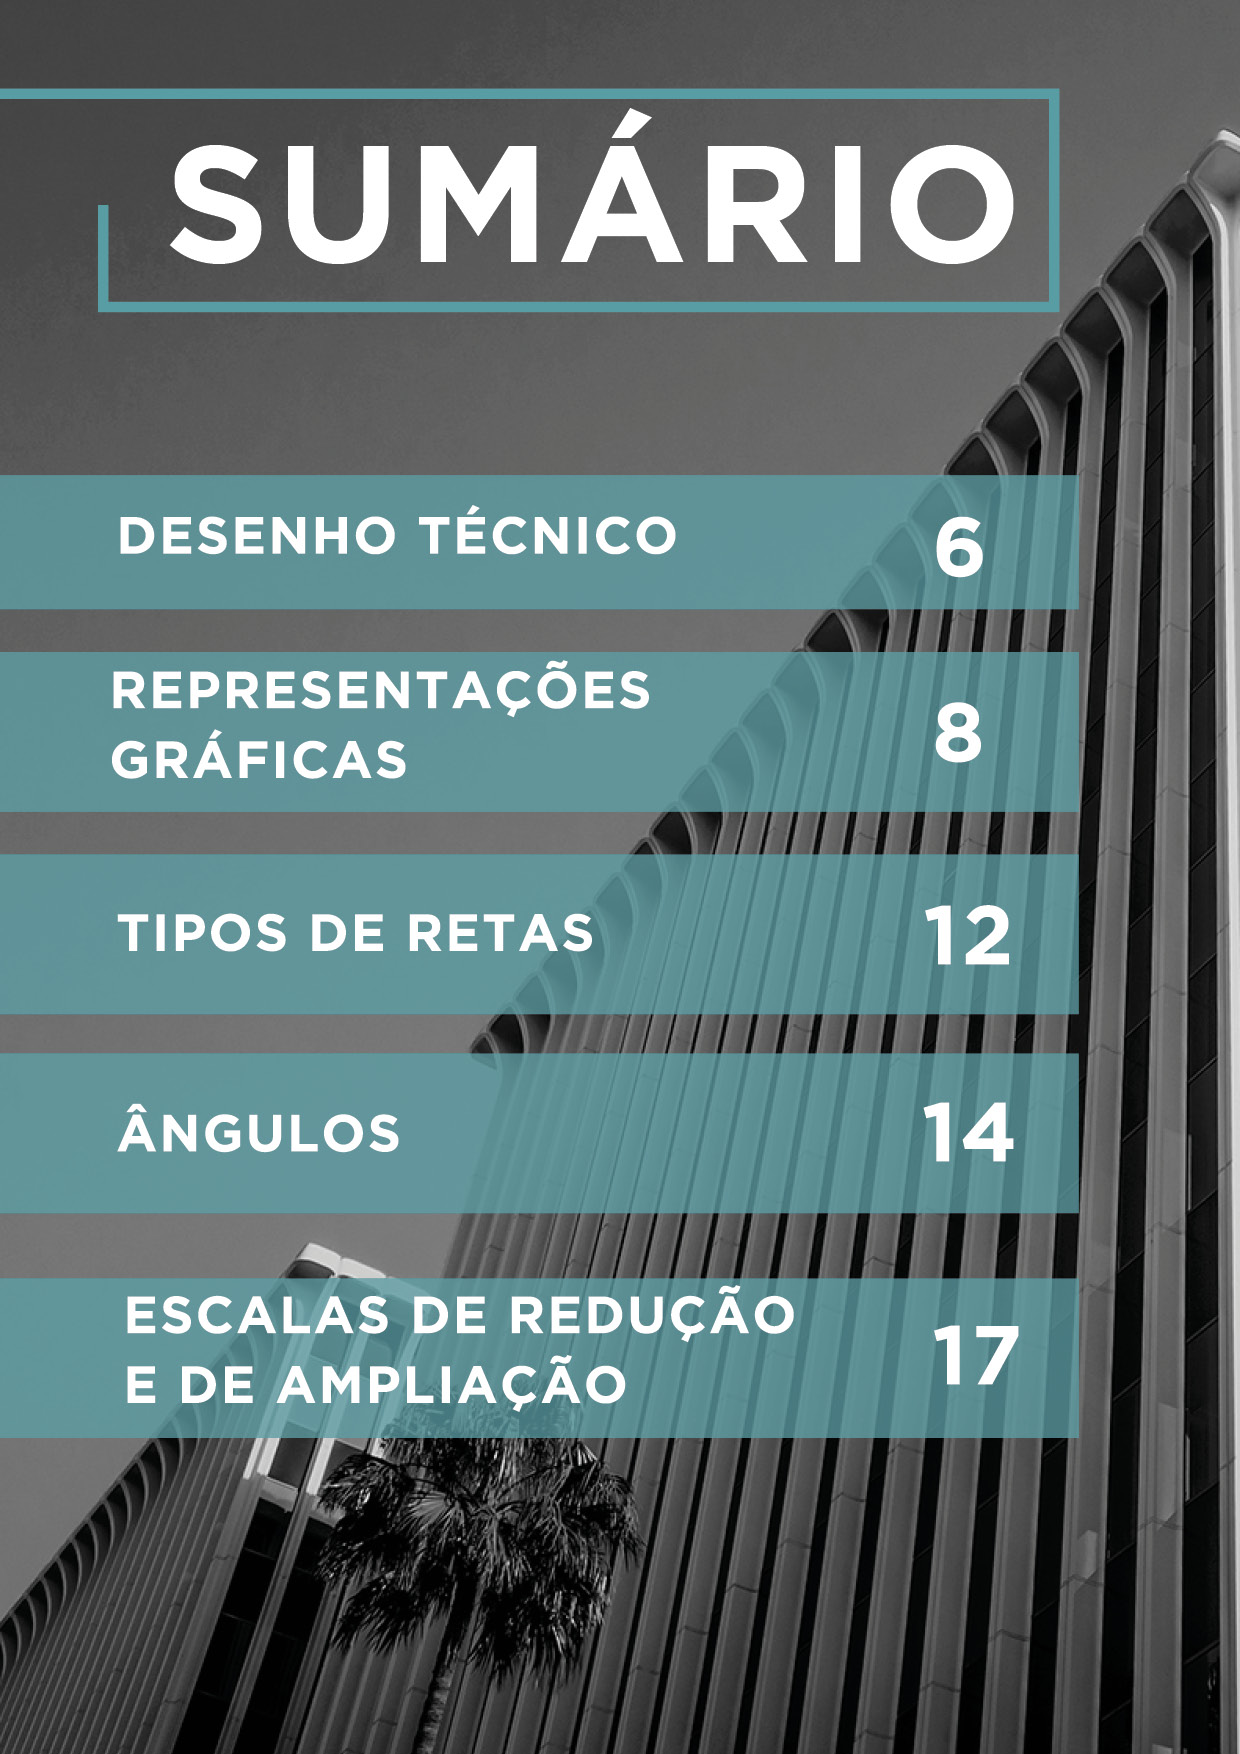 SUMÁRIO
DESENHO TÉCNICO 6
REPRESENTAÇÕES
GRÁFICAS 8
TIPOS DE RETAS 12
ÂNGULOS 14
ESCALAS DE REDUÇÃO
E DE AMPLIAÇÃO 17